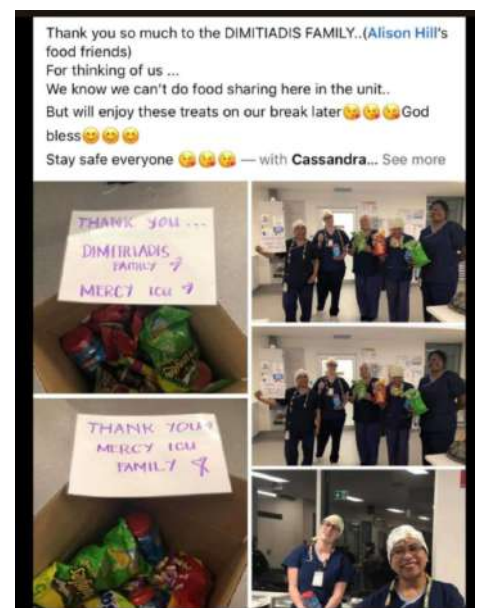 Thank you so much to the DIMITIADIS FAMILY..(Alison Hill's
food friends)
For thinking of us ...
We know we can't do food sharing here in the unit..
But will enjoy these treats on our break later😘😘😘God
bless😊😊😊
Stay safe everyone 😘😘😘 — with Cassandra... See more
THANK YOU ...
DIMITRIADIS
FAMILY
MERCY ICU
THANK YOU
MERCY ICU
FAMILY